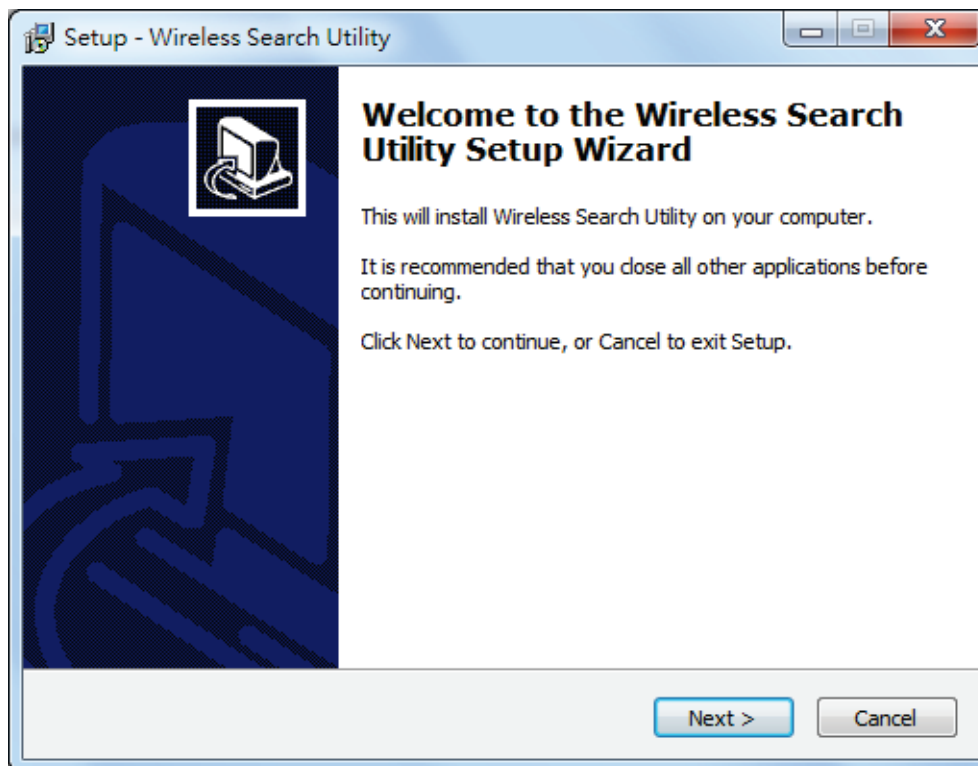 Setup - Wireless Search Utility
Welcome to the Wireless Search
Utility Setup Wizard
This will install Wireless Search Utility on your computer.
It is recommended that you close all other applications before
continuing.
Click Next to continue, or Cancel to exit Setup.
Next >
Cancel